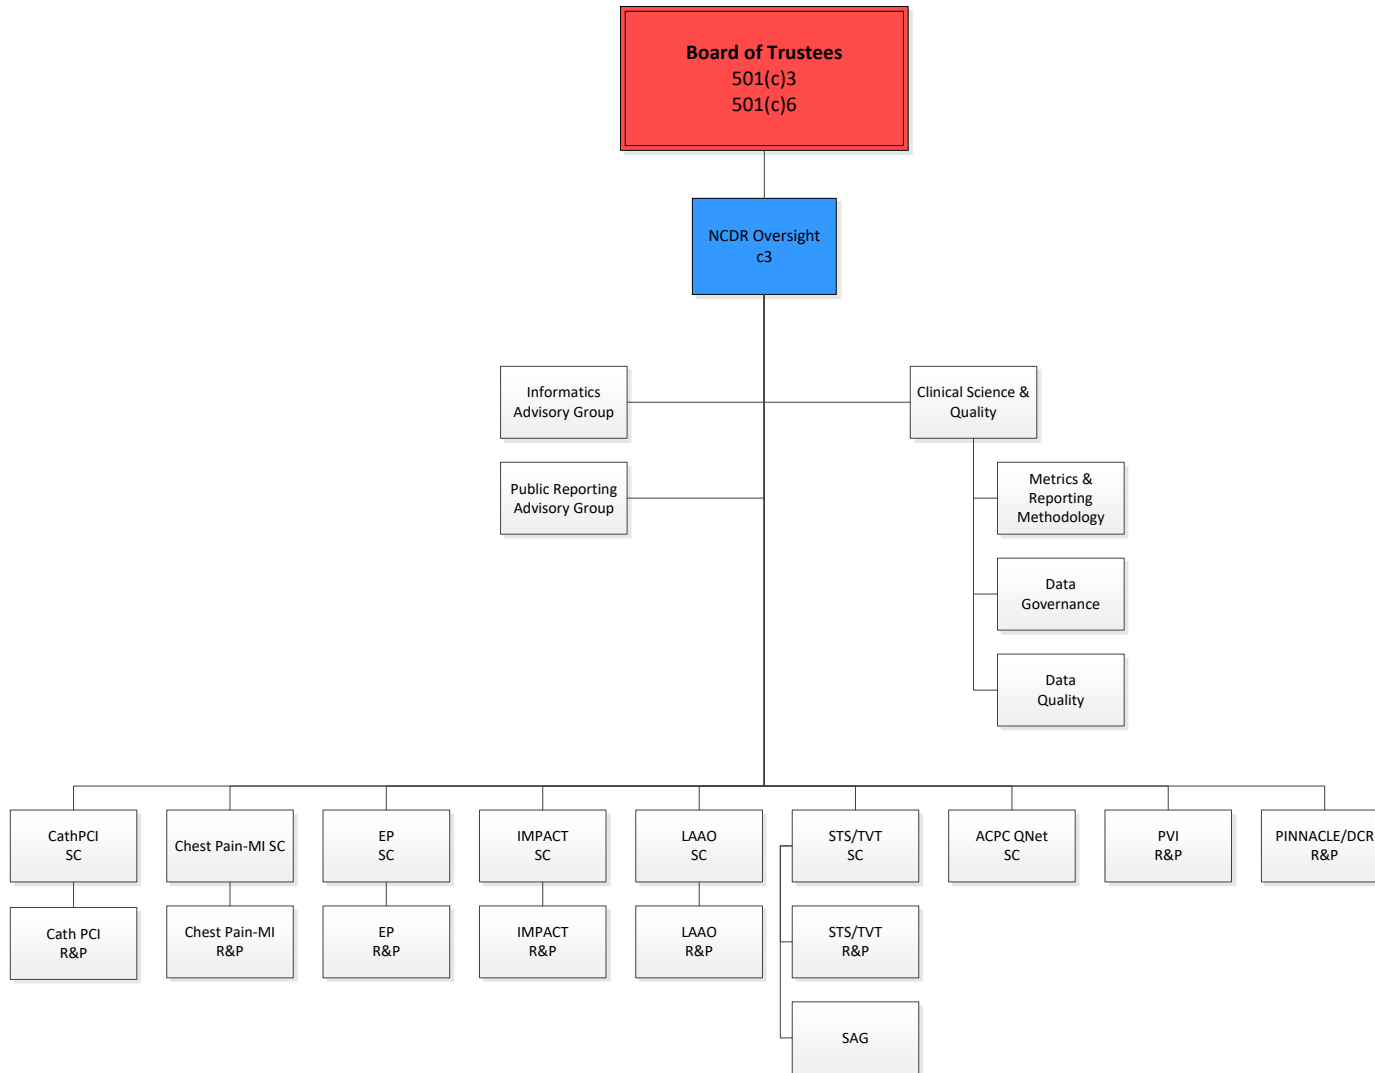 Board of Trustees
501(c)3
501(c)6
NCDR Oversight
c3
Informatics
Advisory Group
Clinical Science &
Quality
Public Reporting
Advisory Group
Metrics &
Reporting
Methodology
Data
Governance
Data
Quality
CathPCI
SC
Chest Pain-MI SC
EP
SC
IMPACT
SC
LAAO
SC
STS/TVT
SC
ACPC QNet
SC
PVI
R&P
PINNACLE/DCR
R&P
Cath PCI
R&P
Chest Pain-MI
R&P
EP
R&P
IMPACT
R&P
LAAO
R&P
STS/TVT
R&P
SAG